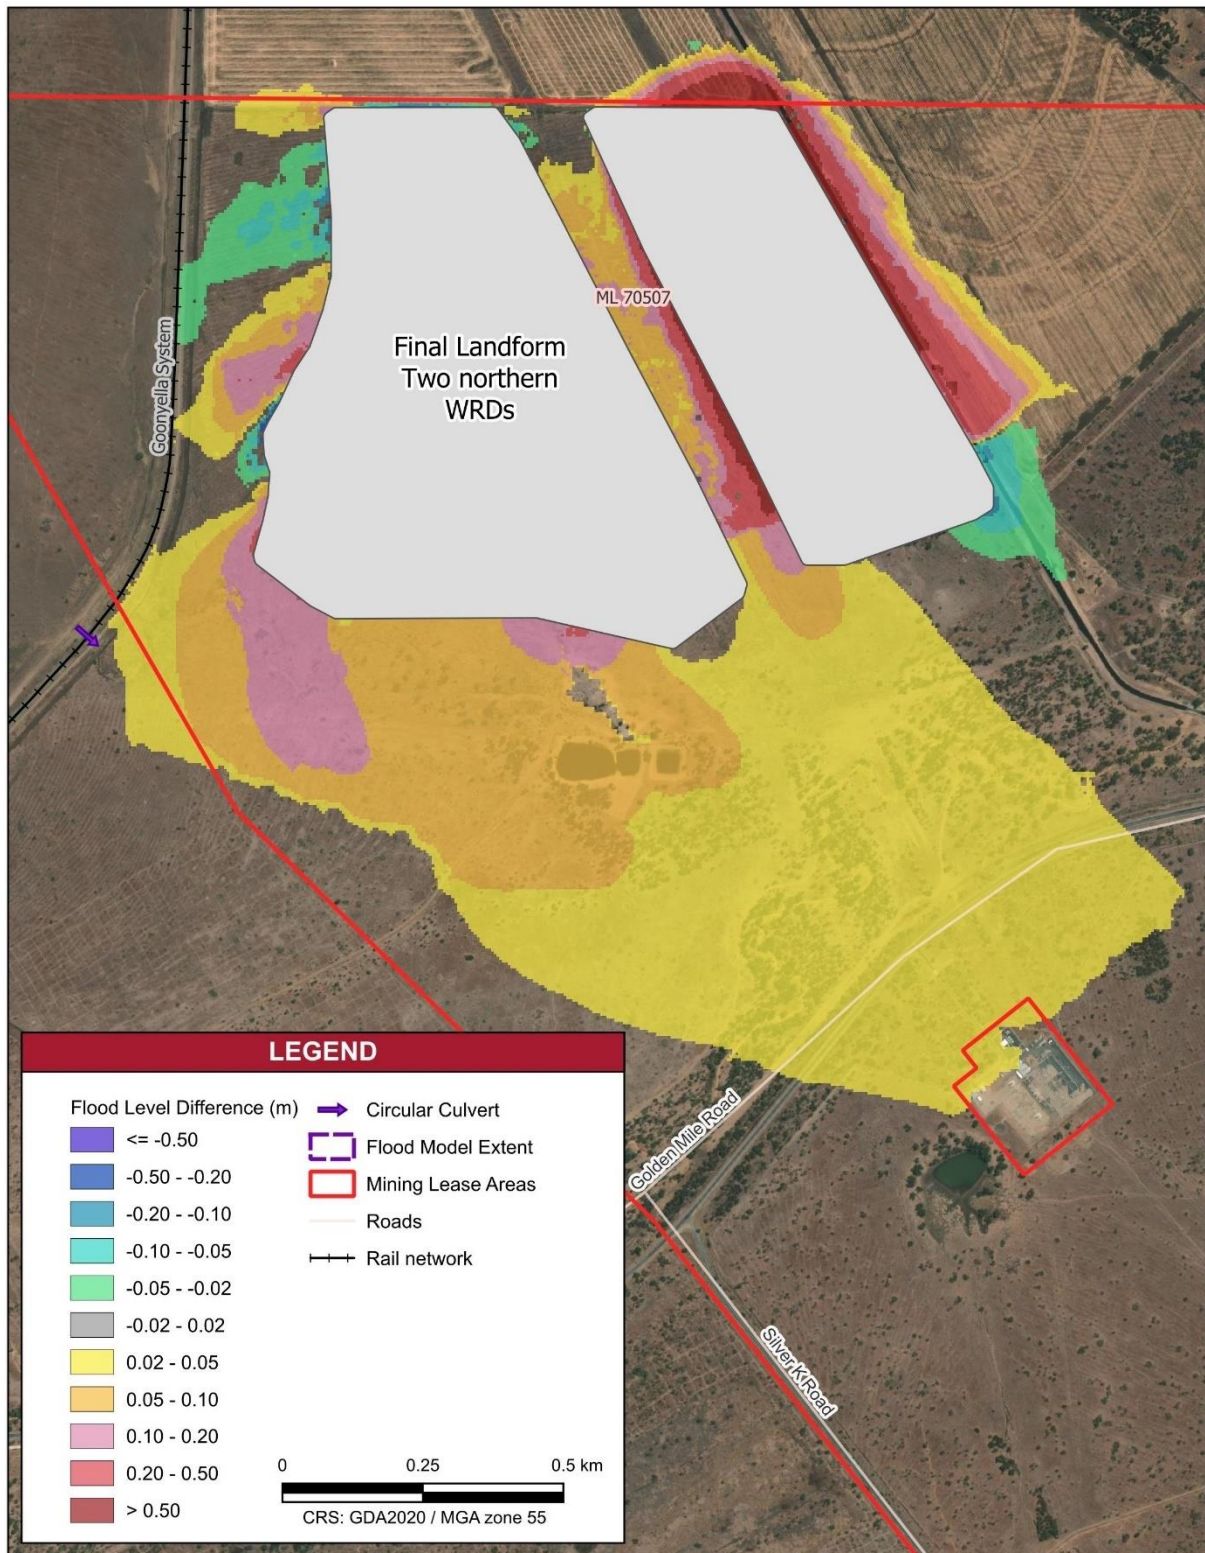 ML 70507
Final Landform
Two northern
WRDs
Goonyella System
Golden Mile Road
Silver K Road
LEGEND
Flood Level Difference (m)
<= -0.50
-0.50 - -0.20
-0.20 - -0.10
-0.10 - -0.05
-0.05 - -0.02
-0.02 - 0.02
0.02 - 0.05
0.05 - 0.10
0.10 - 0.20
0.20 - 0.50
> 0.50
Circular Culvert
Flood Model Extent
Mining Lease Areas
Roads
Rail network
0 0.25 0.5 km
CRS: GDA2020 / MGA zone 55